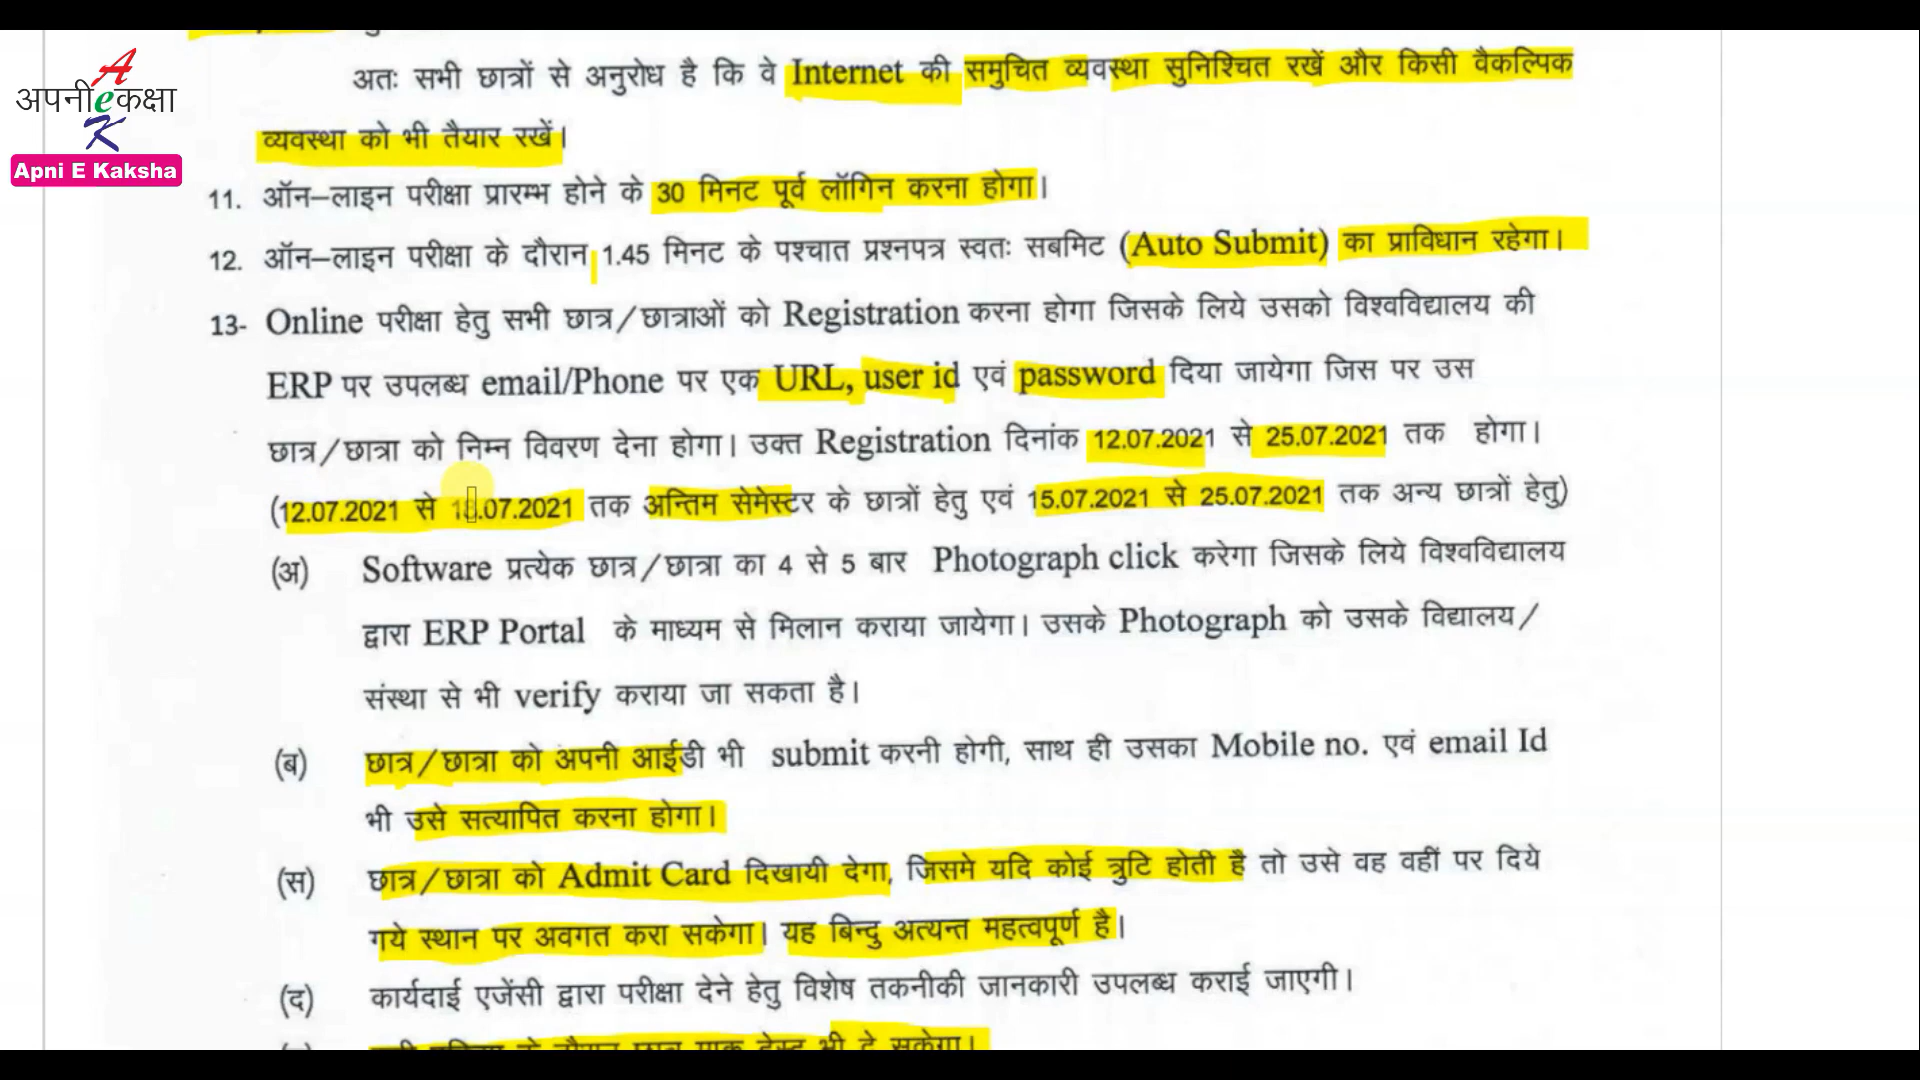 अपनी e कक्षा
A
K
Apni E Kaksha
अतः सभी छात्रों से अनुरोध है कि वे Internet की समुचित व्यवस्था सुनिश्चित रखें और किसी वैकल्पिक
व्यवस्था को भी तैयार रखें।
11. ऑन–लाइन परीक्षा प्रारम्भ होने के 30 मिनट पूर्व लॉगिन करना होगा।
12. ऑन–लाइन परीक्षा के दौरान 1.45 मिनट के पश्चात प्रश्नपत्र स्वतः सबमिट (Auto Submit) का प्राविधान रहेगा।
13- Online परीक्षा हेतु सभी छात्र/छात्राओं को Registration करना होगा जिसके लिये उसको विश्वविद्यालय की
ERP पर उपलब्ध email/Phone पर एक URL, user id एवं password दिया जायेगा जिस पर उस
छात्र/छात्रा को निम्न विवरण देना होगा। उक्त Registration दिनांक 12.07.2021 से 25.07.2021 तक होगा।
(12.07.2021 से 18.07.2021 तक अन्तिम सेमेस्टर के छात्रों हेतु एवं 15.07.2021 से 25.07.2021 तक अन्य छात्रों हेतु)
(अ) Software प्रत्येक छात्र/छात्रा का 4 से 5 बार Photograph click करेगा जिसके लिये विश्वविद्यालय
द्वारा ERP Portal के माध्यम से मिलान कराया जायेगा। उसके Photograph को उसके विद्यालय/
संस्था से भी verify कराया जा सकता है।
(ब) छात्र/छात्रा को अपनी आईडी भी submit करनी होगी, साथ ही उसका Mobile no. एवं email Id
भी उसे सत्यापित करना होगा।
(स) छात्र/छात्रा को Admit Card दिखायी देगा, जिसमे यदि कोई त्रुटि होती है तो उसे वह वहीं पर दिये
गये स्थान पर अवगत करा सकेगा। यह बिन्दु अत्यन्त महत्वपूर्ण है।
(द) कार्यदाई एजेंसी द्वारा परीक्षा देने हेतु विशेष तकनीकी जानकारी उपलब्ध कराई जाएगी।
के दौरान छात्र माक टेस्ट भी दे सकेगा।